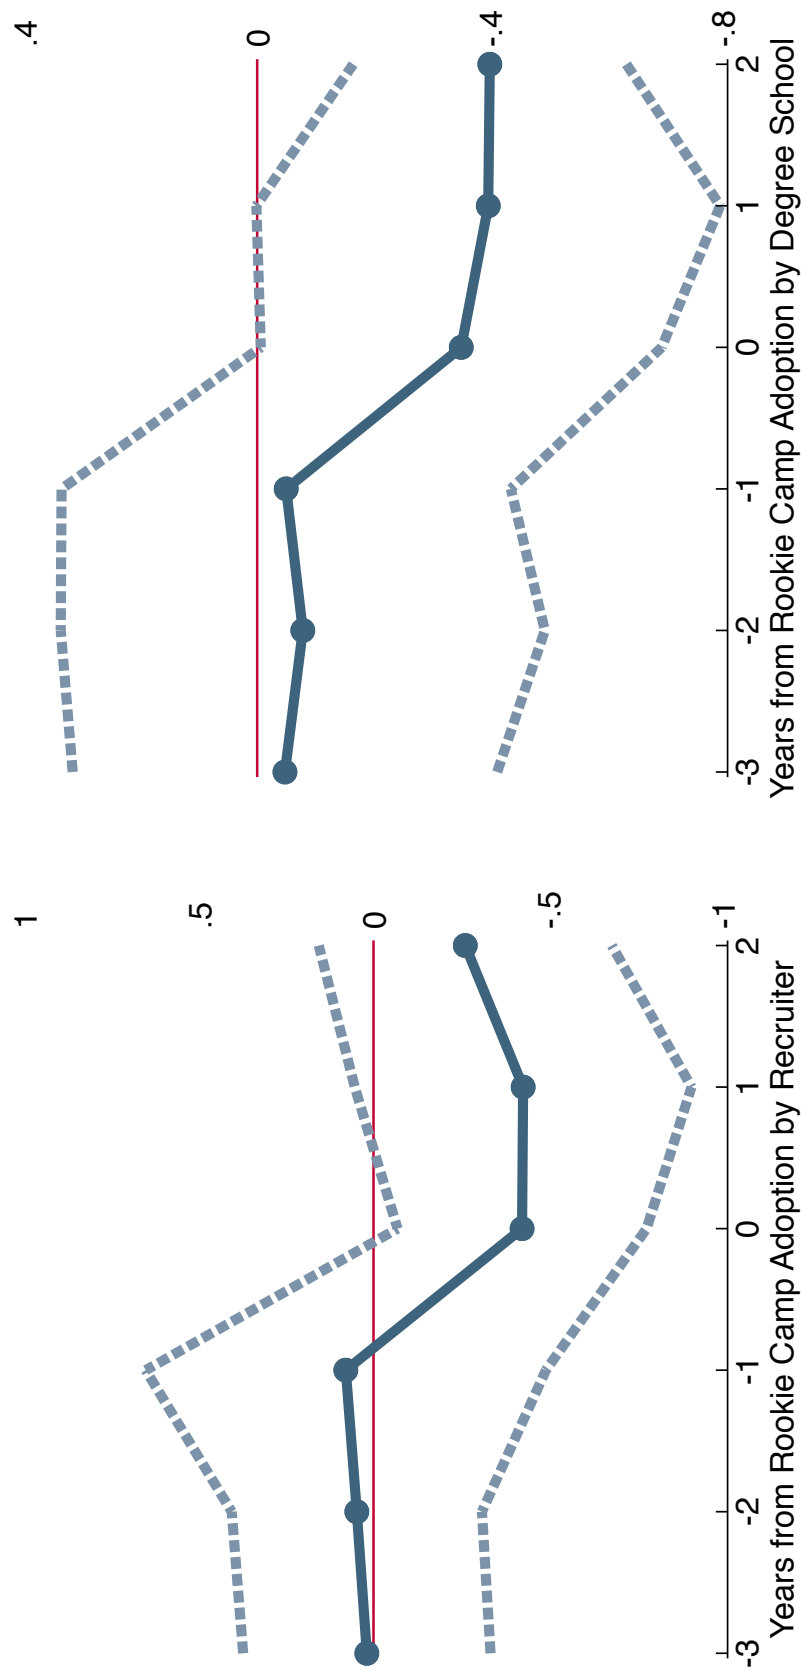 1
.5
0
-.5
-1
-3 -2 -1 0 1 2
Years from Rookie Camp Adoption by Recruiter
.4
0
-.4
-.8
-3 -2 -1 0 1 2
Years from Rookie Camp Adoption by Degree School